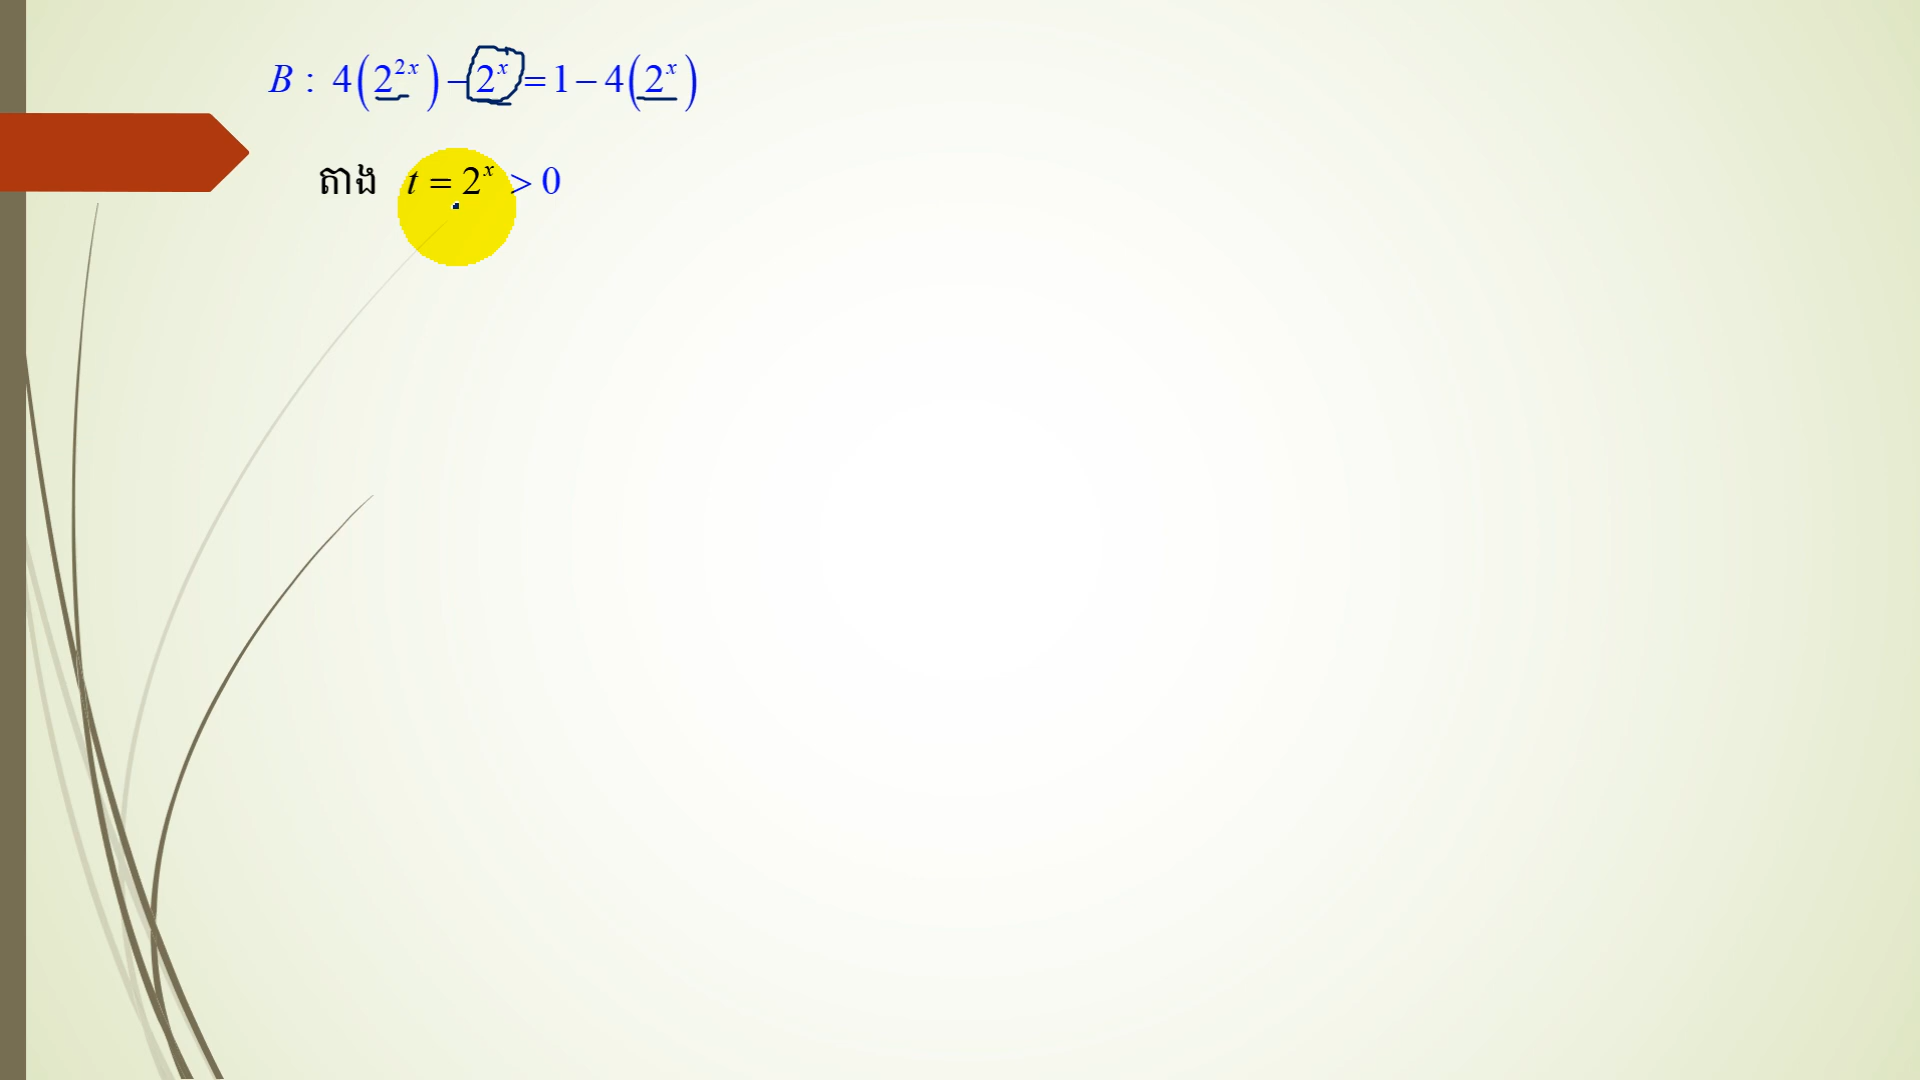 B : 4(2^{2x}) − 2^x = 1 − 4(2^x)
តាង t = 2^x > 0